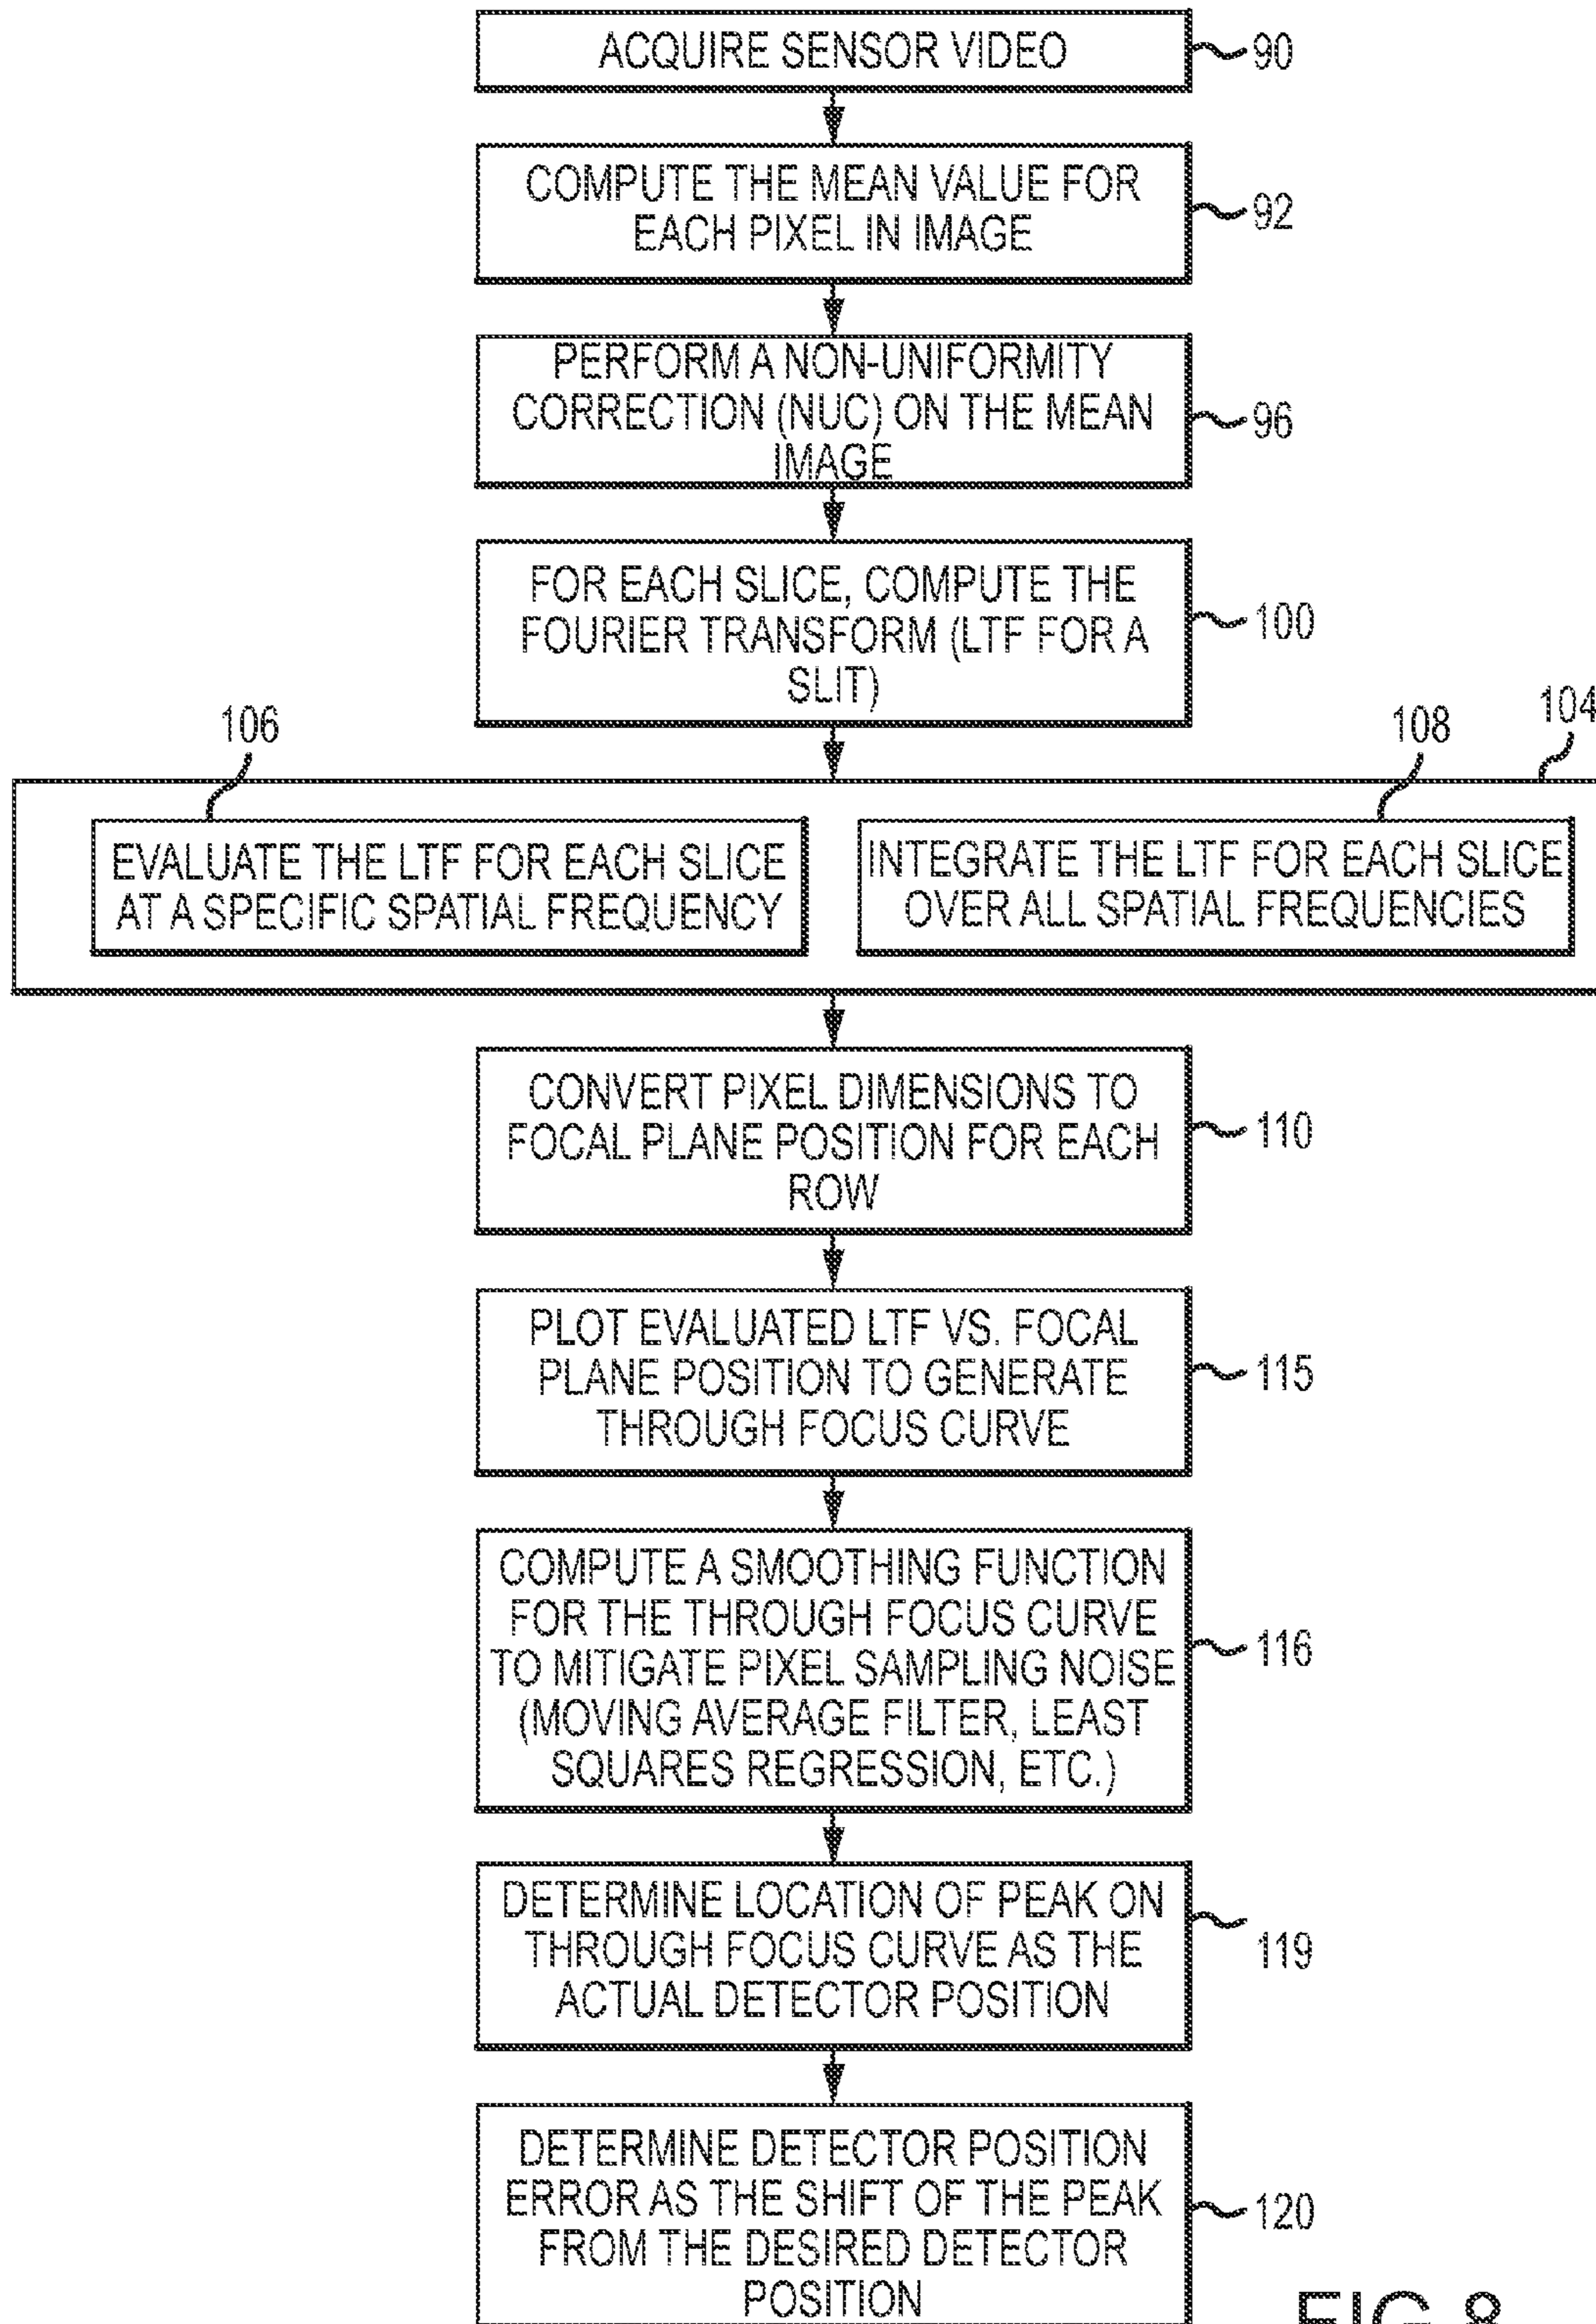 ACQUIRE SENSOR VIDEO
90
COMPUTE THE MEAN VALUE FOR
EACH PIXEL IN IMAGE
92
PERFORM A NON-UNIFORMITY
CORRECTION (NUC) ON THE MEAN
IMAGE
96
FOR EACH SLICE, COMPUTE THE
FOURIER TRANSFORM (LTF FOR A
SLIT)
100
104
106
108
EVALUATE THE LTF FOR EACH SLICE
AT A SPECIFIC SPATIAL FREQUENCY
INTEGRATE THE LTF FOR EACH SLICE
OVER ALL SPATIAL FREQUENCIES
CONVERT PIXEL DIMENSIONS TO
FOCAL PLANE POSITION FOR EACH
ROW
110
PLOT EVALUATED LTF VS. FOCAL
PLANE POSITION TO GENERATE
THROUGH FOCUS CURVE
115
COMPUTE A SMOOTHING FUNCTION
FOR THE THROUGH FOCUS CURVE
TO MITIGATE PIXEL SAMPLING NOISE
(MOVING AVERAGE FILTER, LEAST
SQUARES REGRESSION, ETC.)
116
DETERMINE LOCATION OF PEAK ON
THROUGH FOCUS CURVE AS THE
ACTUAL DETECTOR POSITION
119
DETERMINE DETECTOR POSITION
ERROR AS THE SHIFT OF THE PEAK
FROM THE DESIRED DETECTOR
POSITION
120
FIG.8